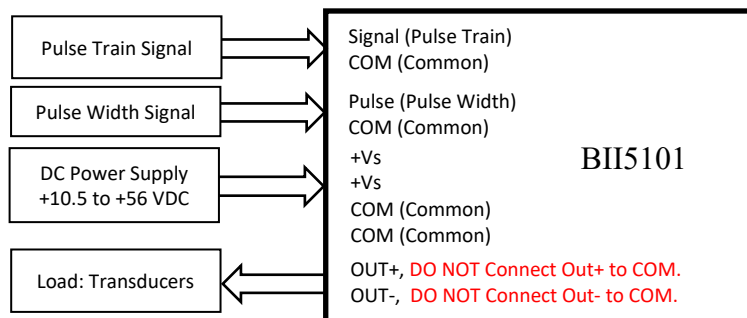 Pulse Train Signal
Signal (Pulse Train)
COM (Common)
Pulse Width Signal
Pulse (Pulse Width)
COM (Common)
DC Power Supply
+10.5 to +56 VDC
+Vs
+Vs
COM (Common)
COM (Common)
BII5101
Load: Transducers
OUT+, DO NOT Connect Out+ to COM.
OUT-, DO NOT Connect Out- to COM.